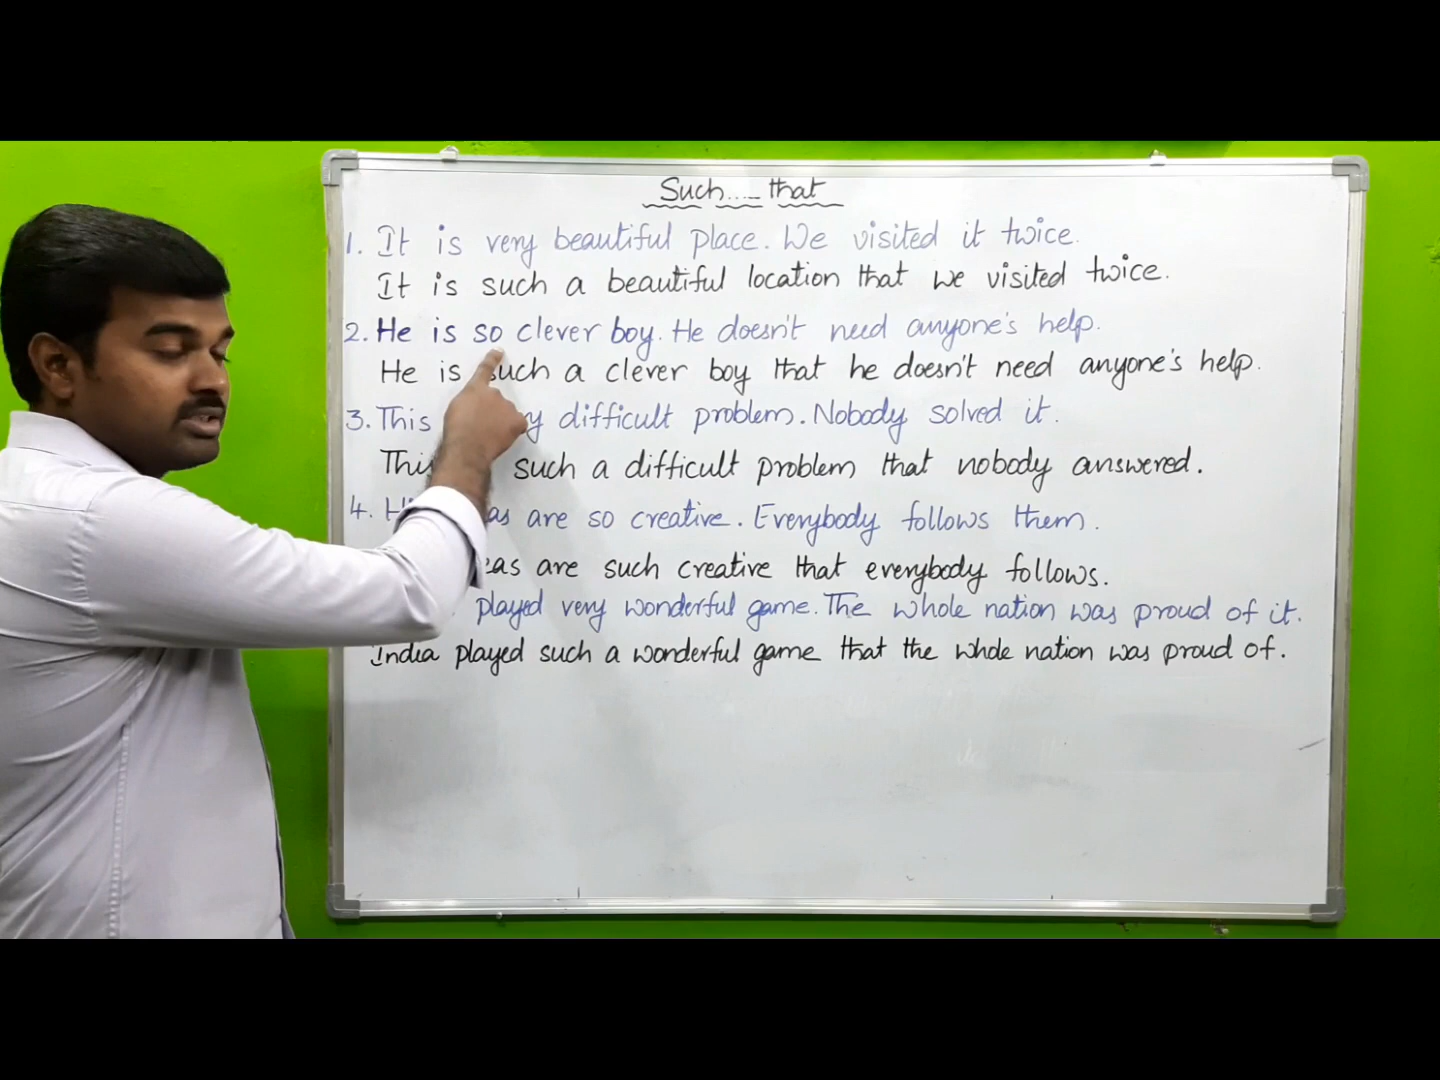 Such.... that
1. It is very beautiful place. We visited it twice.
It is such a beautiful location that we visited twice.
2. He is so clever boy. He doesn't need anyone's help.
He is such a clever boy that he doesn't need anyone's help.
3. This difficult problem. Nobody solved it.
such a difficult problem that nobody answered.
4. are so creative. Everybody follows them.
are such creative that everybody follows.
played very wonderful game. The whole nation was proud of it.
India played such a wonderful game that the whole nation was proud of.